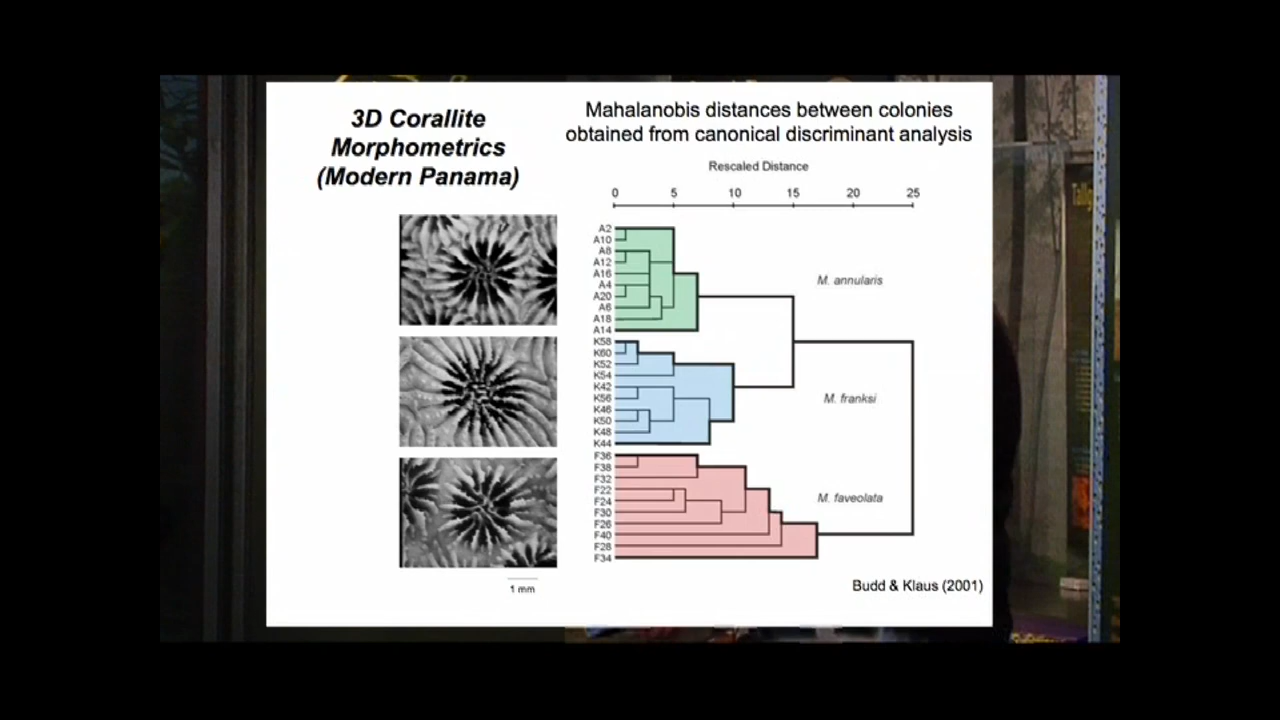 3D Corallite
Morphometrics
(Modern Panama)
Mahalanobis distances between colonies
obtained from canonical discriminant analysis
Rescaled Distance
0 5 10 15 20 25
A2
A10
A8
A12
A16
A4
A20
A6
A18
A14
K58
K60
K52
K54
K42
K56
K46
K50
K48
K44
F36
F38
F32
F22
F24
F30
F26
F40
F28
F34
M. annularis
M. franksi
M. faveolata
1 mm
Budd & Klaus (2001)